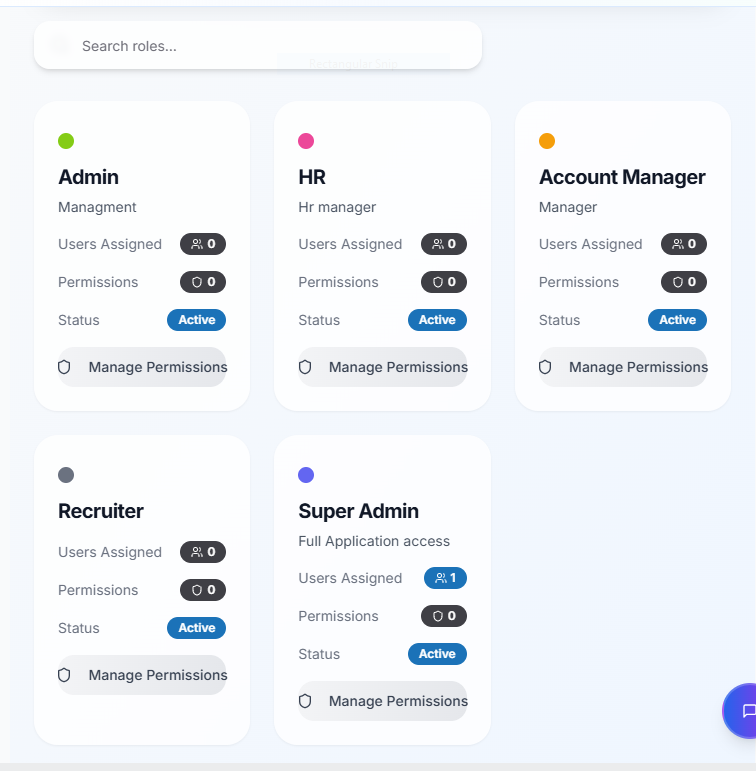 Search roles...
Admin
Managment
Users Assigned 0
Permissions 0
Status Active
Manage Permissions
HR
Hr manager
Users Assigned 0
Permissions 0
Status Active
Manage Permissions
Account Manager
Manager
Users Assigned 0
Permissions 0
Status Active
Manage Permissions
Recruiter
Users Assigned 0
Permissions 0
Status Active
Manage Permissions
Super Admin
Full Application access
Users Assigned 1
Permissions 0
Status Active
Manage Permissions